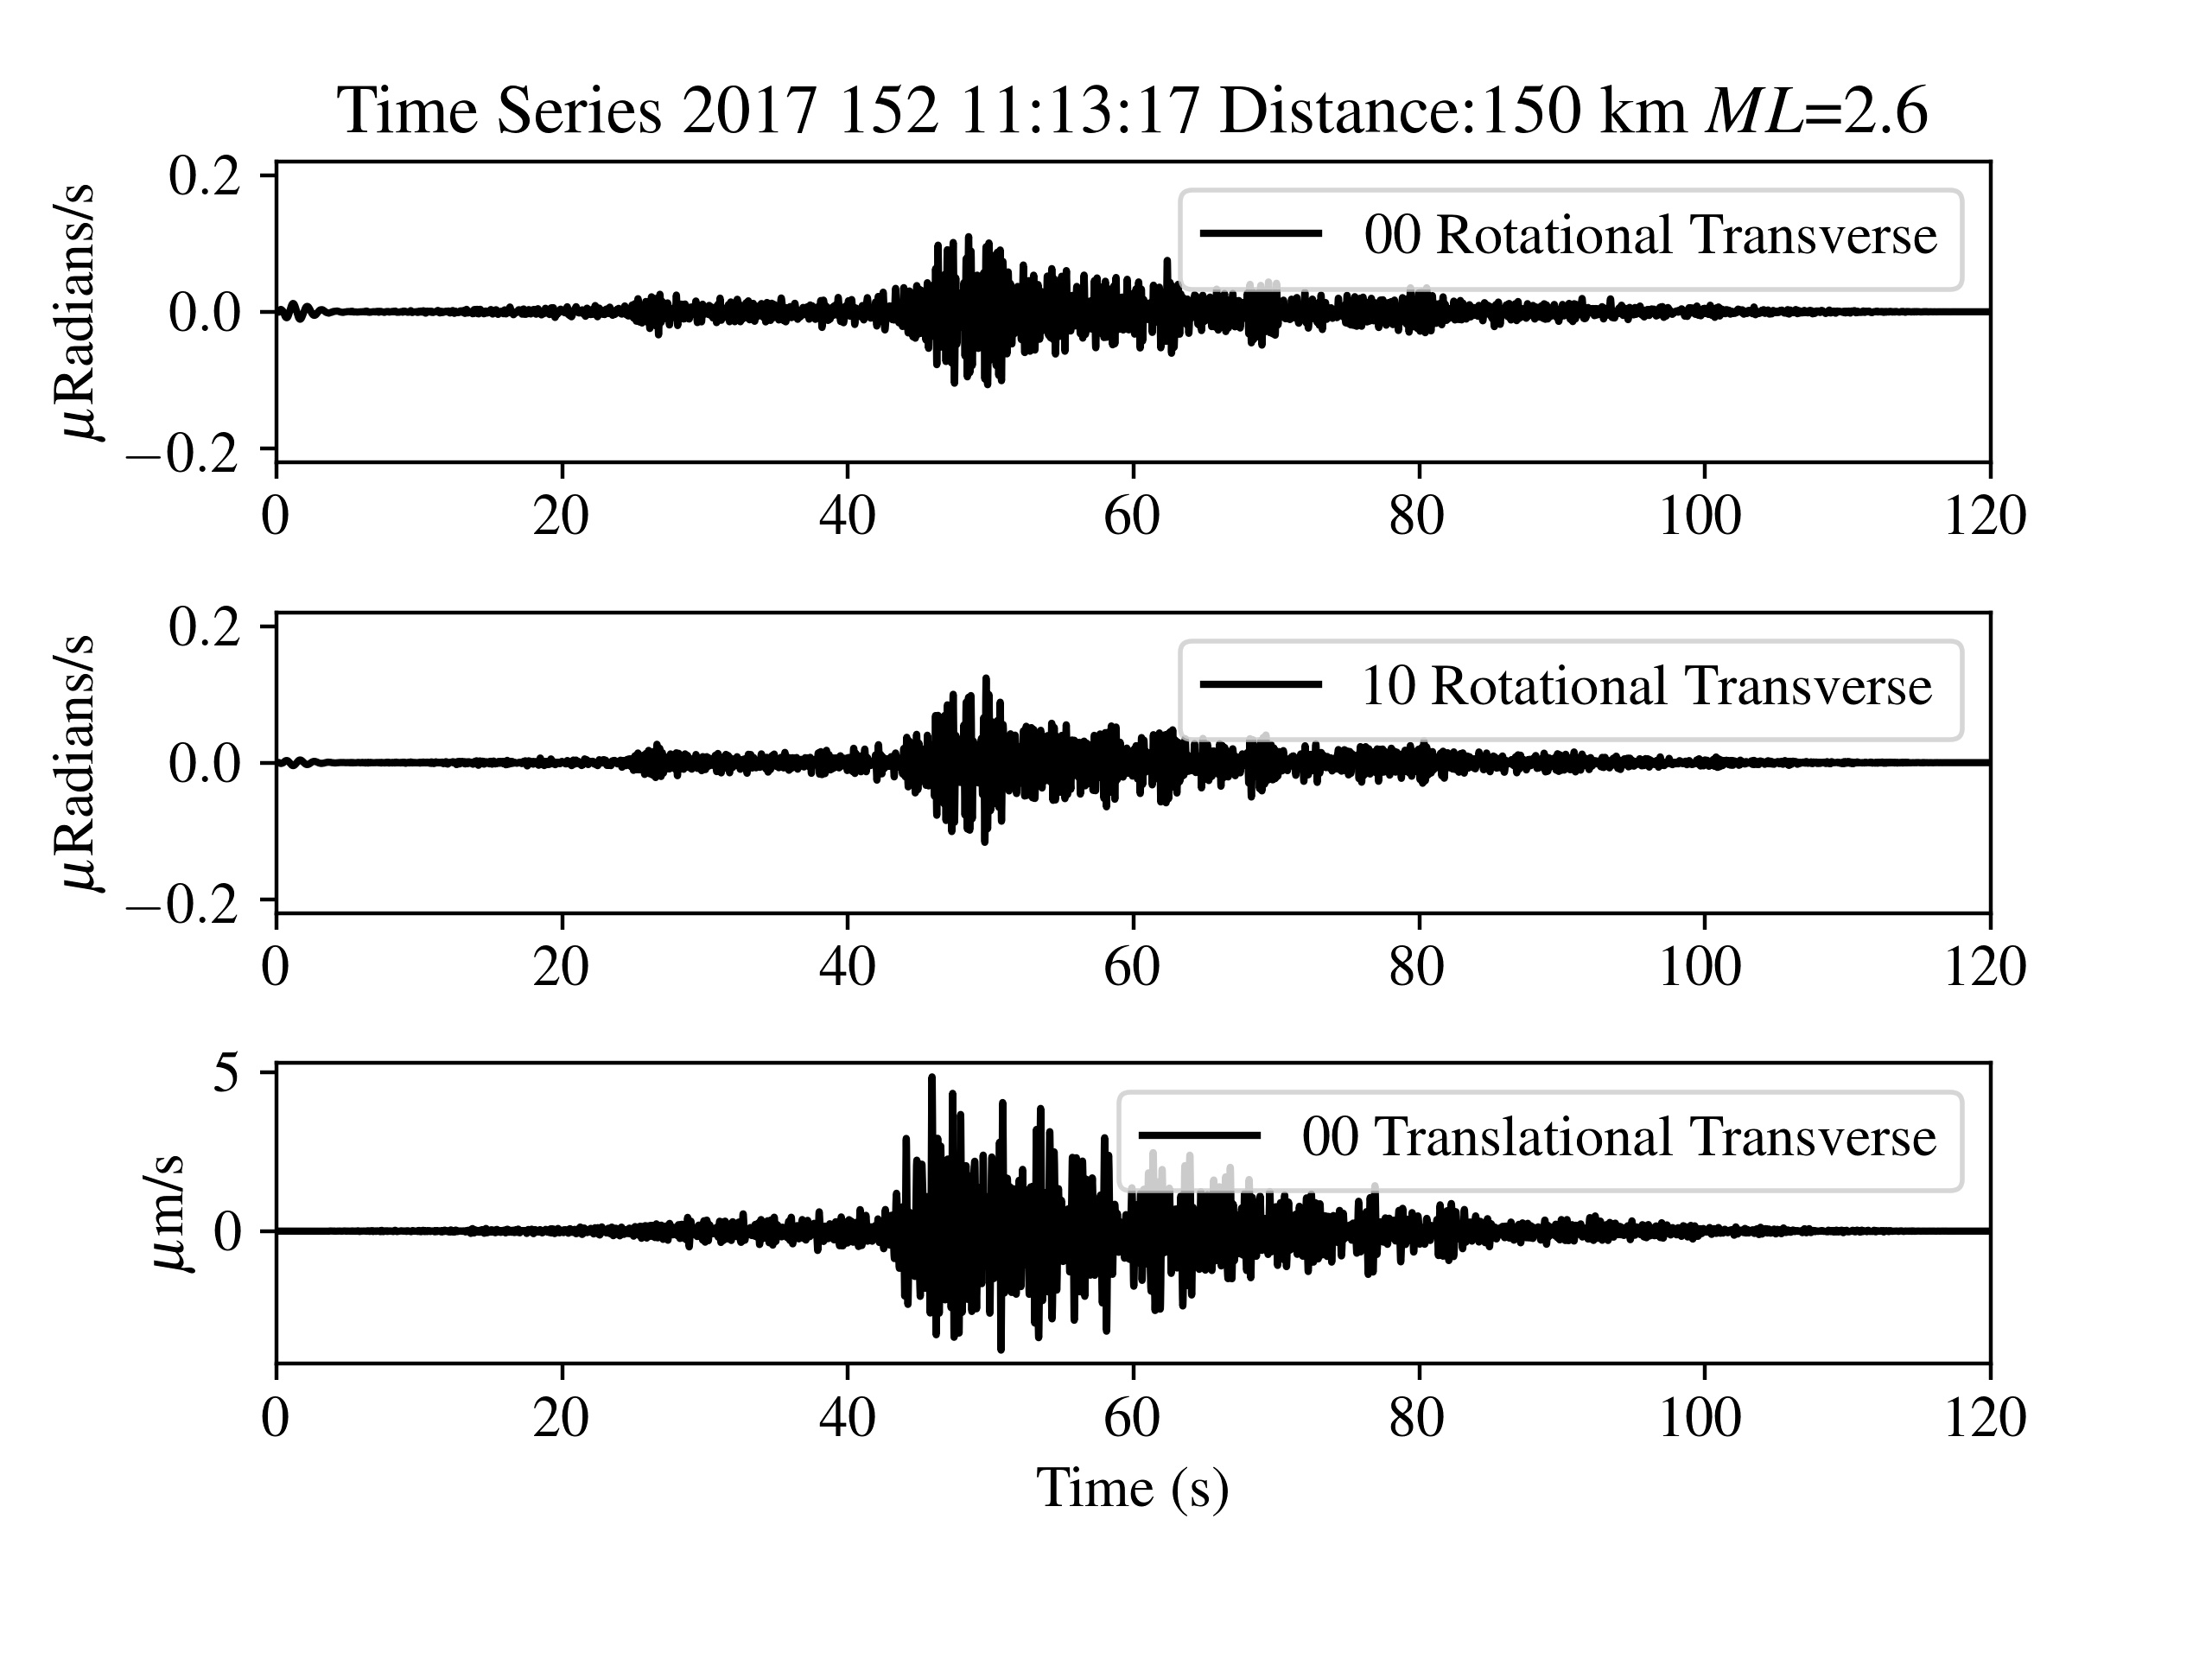 Time Series 2017 152 11:13:17 Distance:150 km ML=2.6
µRadians/s
0.2
0.0
−0.2
00 Rotational Transverse
0 20 40 60 80 100 120
µRadians/s
0.2
0.0
−0.2
10 Rotational Transverse
0 20 40 60 80 100 120
µm/s
5
0
00 Translational Transverse
0 20 40 60 80 100 120
Time (s)